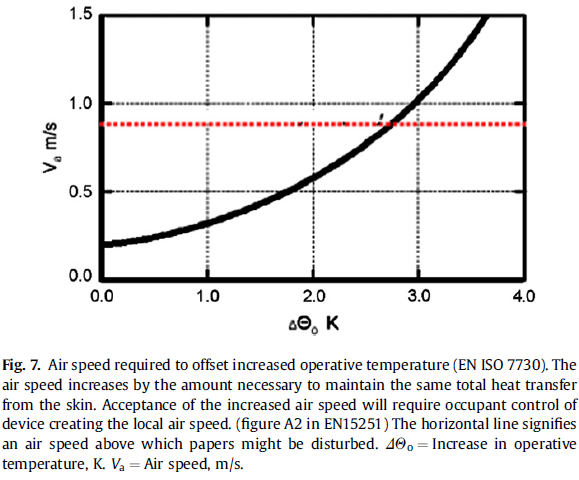 1.5
1.0
0.5
0.0
Va m/s
0.0 1.0 2.0 3.0 4.0
ΔΘo K
Fig. 7. Air speed required to offset increased operative temperature (EN ISO 7730). The
air speed increases by the amount necessary to maintain the same total heat transfer
from the skin. Acceptance of the increased air speed will require occupant control of
device creating the local air speed. (figure A2 in EN15251) The horizontal line signifies
an air speed above which papers might be disturbed. ΔΘo = Increase in operative
temperature, K. Va = Air speed, m/s.